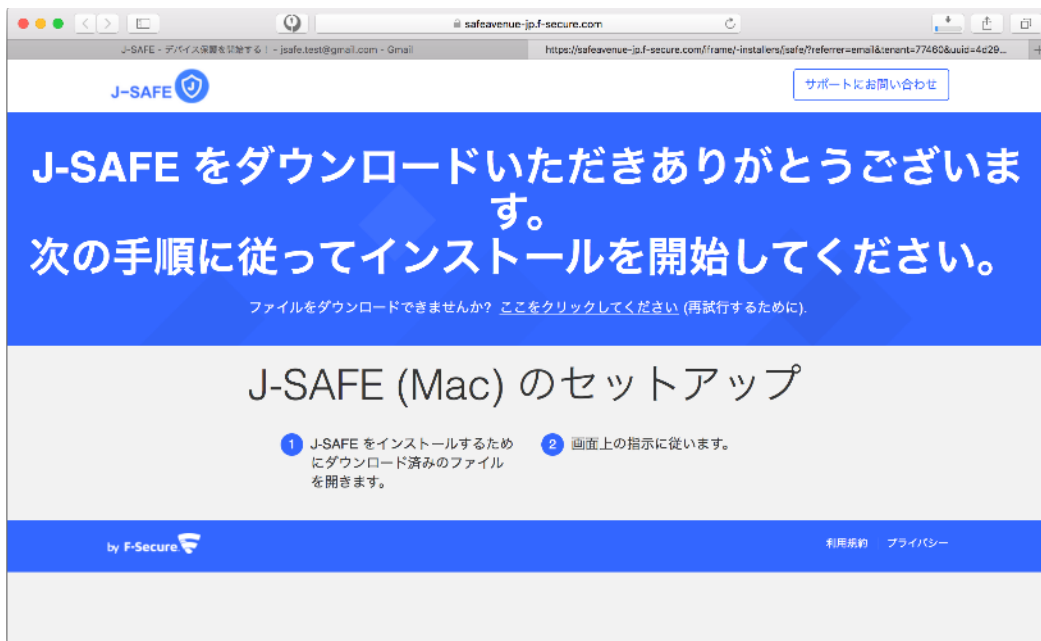 safeavenue-jp.f-secure.com
J-SAFE - デバイス保護を開始する! - jsafe.test@gmail.com - Gmail
https://safeavenue-jp.f-secure.com/iframe/-installers/jsafe/?referrer=email&tenant=77460&uuid=4d29...
J-SAFE
サポートにお問い合わせ
J-SAFE をダウンロードいただきありがとうございま
す。
次の手順に従ってインストールを開始してください。
ファイルをダウンロードできませんか? ここをクリックしてください (再試行するために).
J-SAFE (Mac) のセットアップ
1 J-SAFE をインストールするため
にダウンロード済みのファイル
を開きます。
2 画面上の指示に従います。
by F-Secure.
利用規約 プライバシー